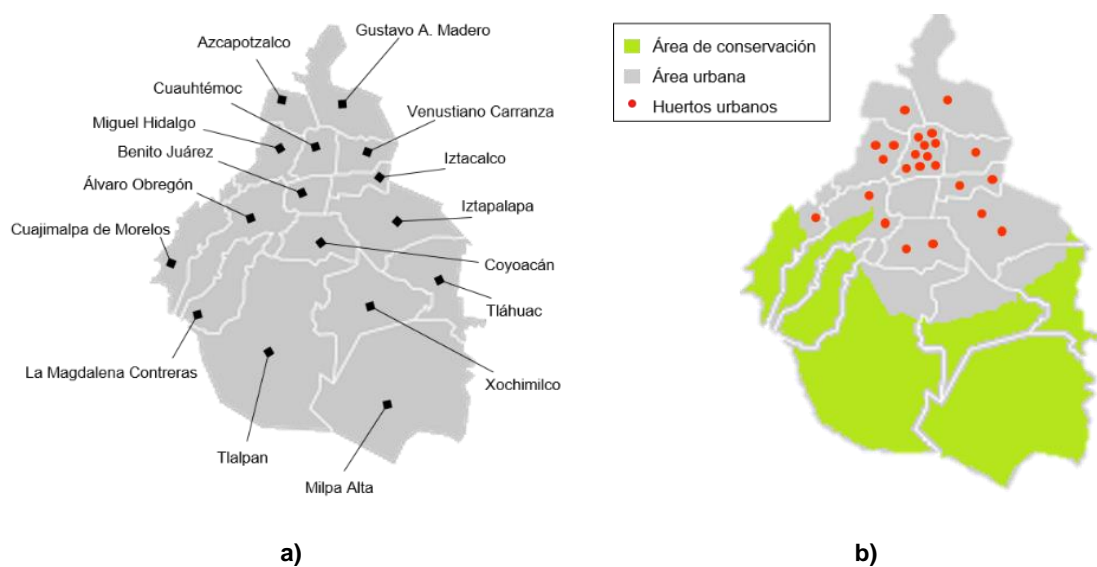 Gustavo A. Madero
Azcapotzalco
Cuauhtémoc
Venustiano Carranza
Miguel Hidalgo
Benito Juárez
Iztacalco
Álvaro Obregón
Iztapalapa
Cuajimalpa de Morelos
Coyoacán
Tláhuac
La Magdalena Contreras
Xochimilco
Tlalpan
Milpa Alta
a)
Área de conservación
Área urbana
Huertos urbanos
b)